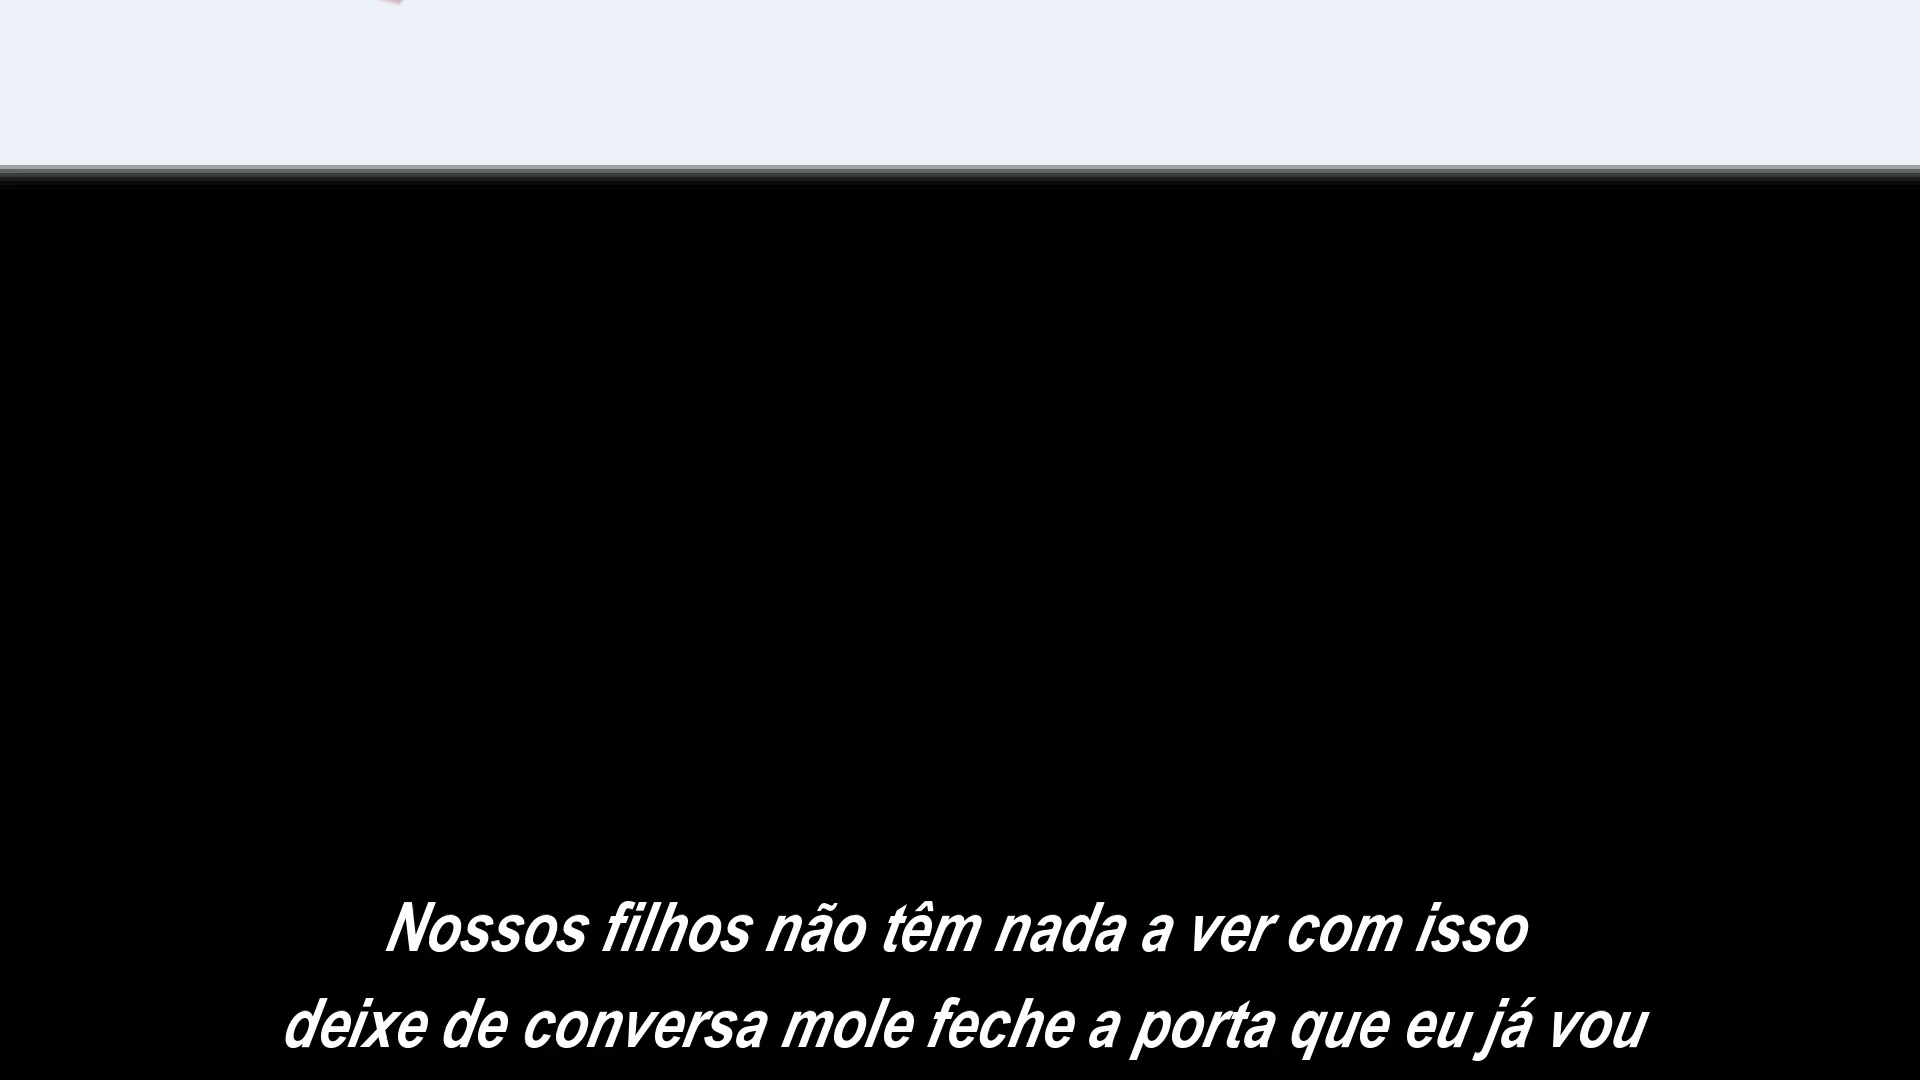 Nossos filhos não têm nada a ver com isso
deixe de conversa mole feche a porta que eu já vou